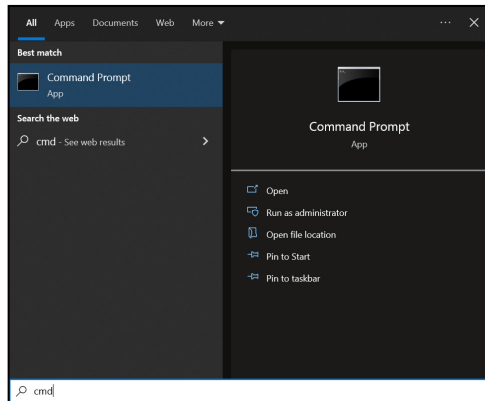 All Apps Documents Web More
Best match
Command Prompt
App
Search the web
cmd - See web results
Command Prompt
App
Open
Run as administrator
Open file location
Pin to Start
Pin to taskbar
cmd